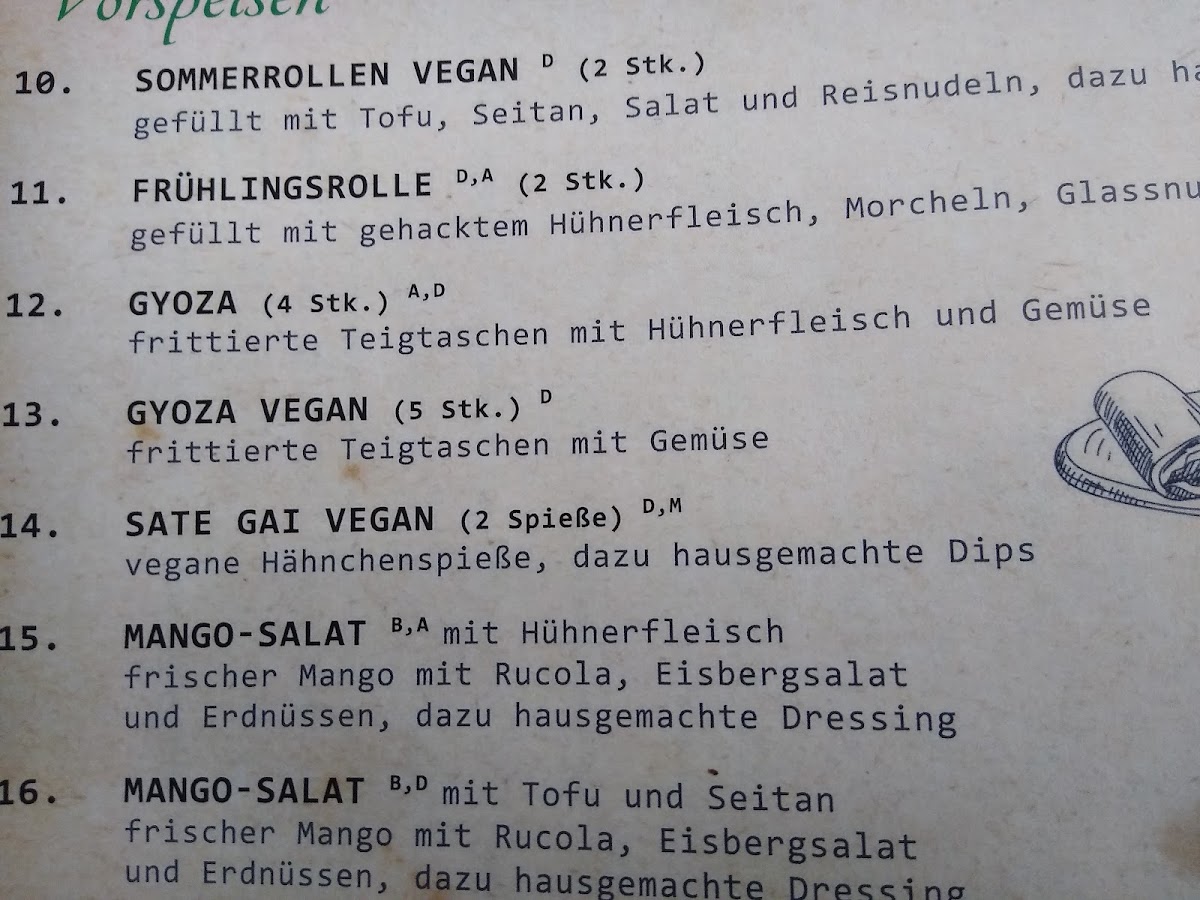 Vorspeisen
10. SOMMERROLLEN VEGAN D (2 Stk.)
gefüllt mit Tofu, Seitan, Salat und Reisnudeln, dazu
11. FRÜHLINGSROLLE D,A (2 Stk.)
gefüllt mit gehacktem Hühnerfleisch, Morcheln,
12. GYOZA (4 Stk.) A,D
frittierte Teigtaschen mit Hühnerfleisch und Gemüse
13. GYOZA VEGAN (5 Stk.) D
frittierte Teigtaschen mit Gemüse
14. SATE GAI VEGAN (2 Spieße) D,M
vegane Hähnchenspieße, dazu hausgemachte Dips
15. MANGO-SALAT B,A mit Hühnerfleisch
frischer Mango mit Rucola, Eisbergsalat
und Erdnüssen, dazu hausgemachte Dressing
16. MANGO-SALAT B,D mit Tofu und Seitan
frischer Mango mit Rucola, Eisbergsalat
und Erdnüssen, dazu hausgemachte Dressing